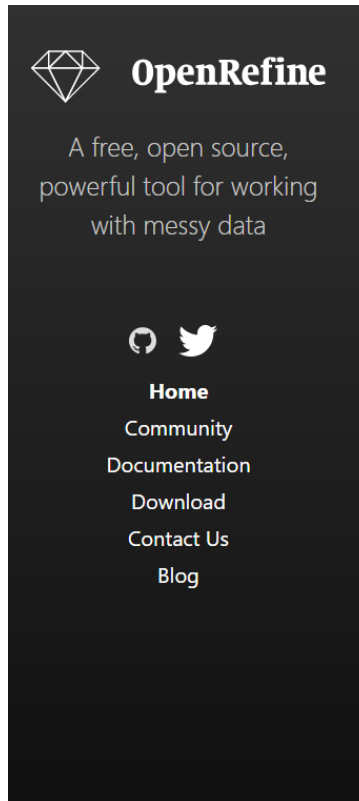 OpenRefine
A free, open source,
powerful tool for working
with messy data
Home
Community
Documentation
Download
Contact Us
Blog